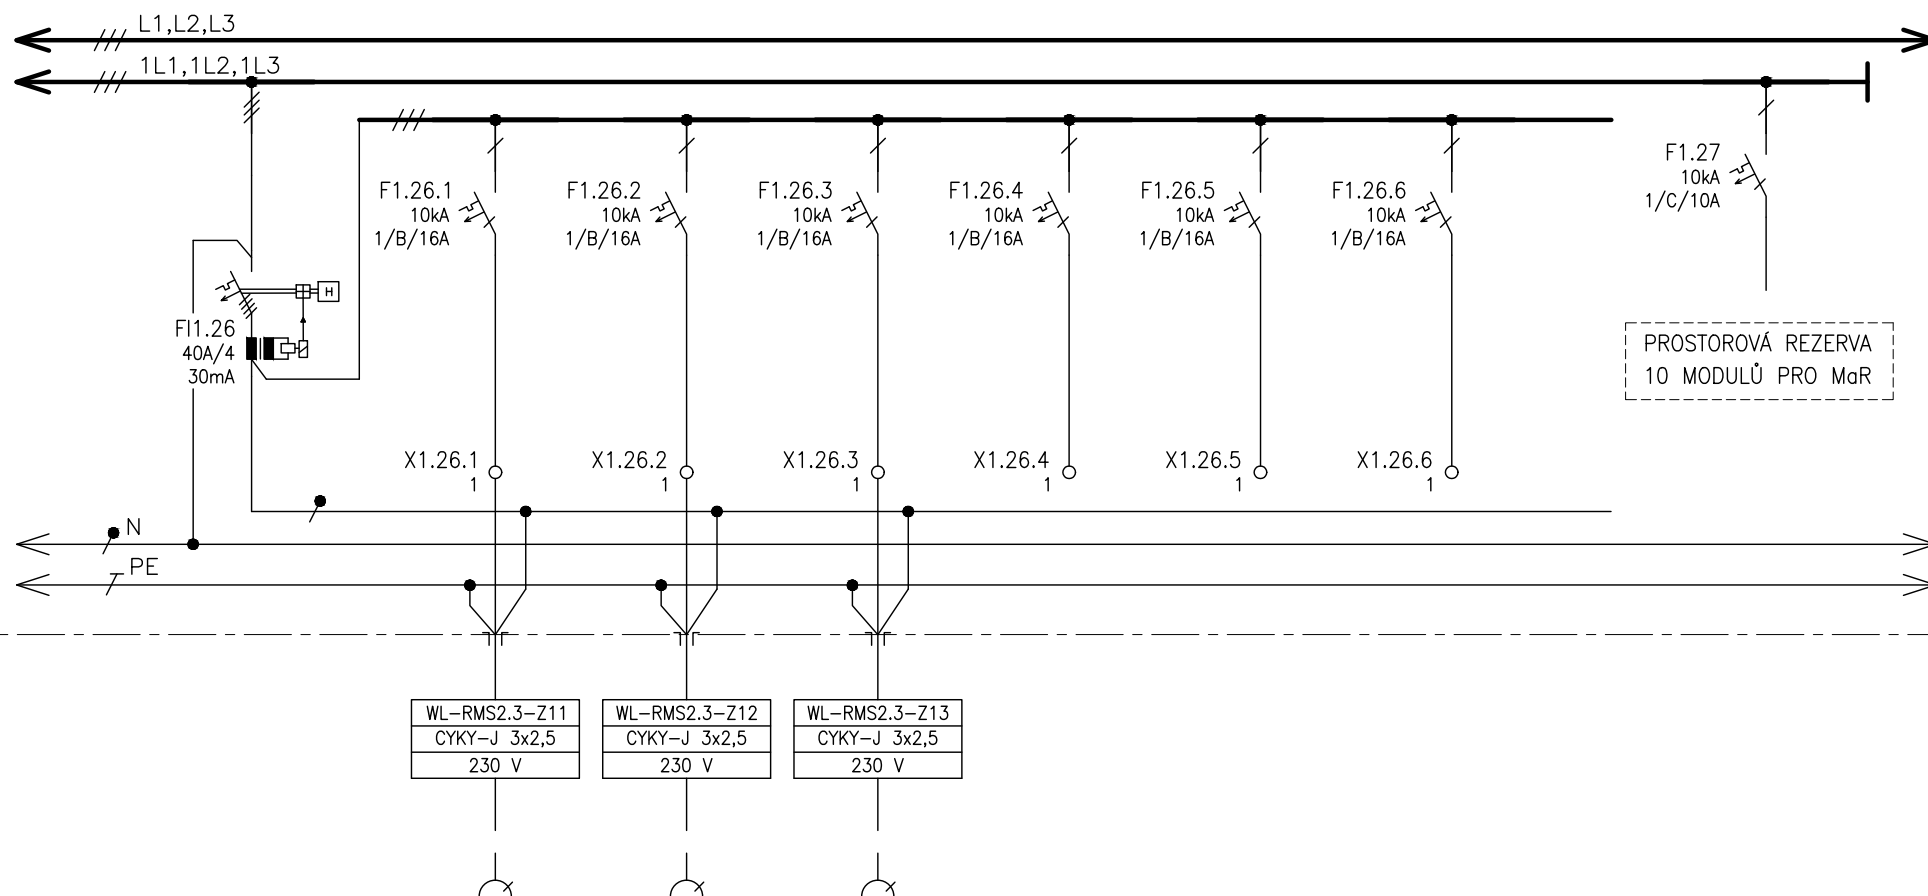 L1,L2,L3
1L1,1L2,1L3
F1.26.1
10kA
1/B/16A
F1.26.2
10kA
1/B/16A
F1.26.3
10kA
1/B/16A
F1.26.4
10kA
1/B/16A
F1.26.5
10kA
1/B/16A
F1.26.6
10kA
1/B/16A
F1.27
10kA
1/C/10A
H
FI1.26
40A/4
30mA
PROSTOROVÁ REZERVA
10 MODULŮ PRO MaR
X1.26.1
1
X1.26.2
1
X1.26.3
1
X1.26.4
1
X1.26.5
1
X1.26.6
1
N
PE
WL-RMS2.3-Z11
CYKY-J 3x2,5
230 V
WL-RMS2.3-Z12
CYKY-J 3x2,5
230 V
WL-RMS2.3-Z13
CYKY-J 3x2,5
230 V